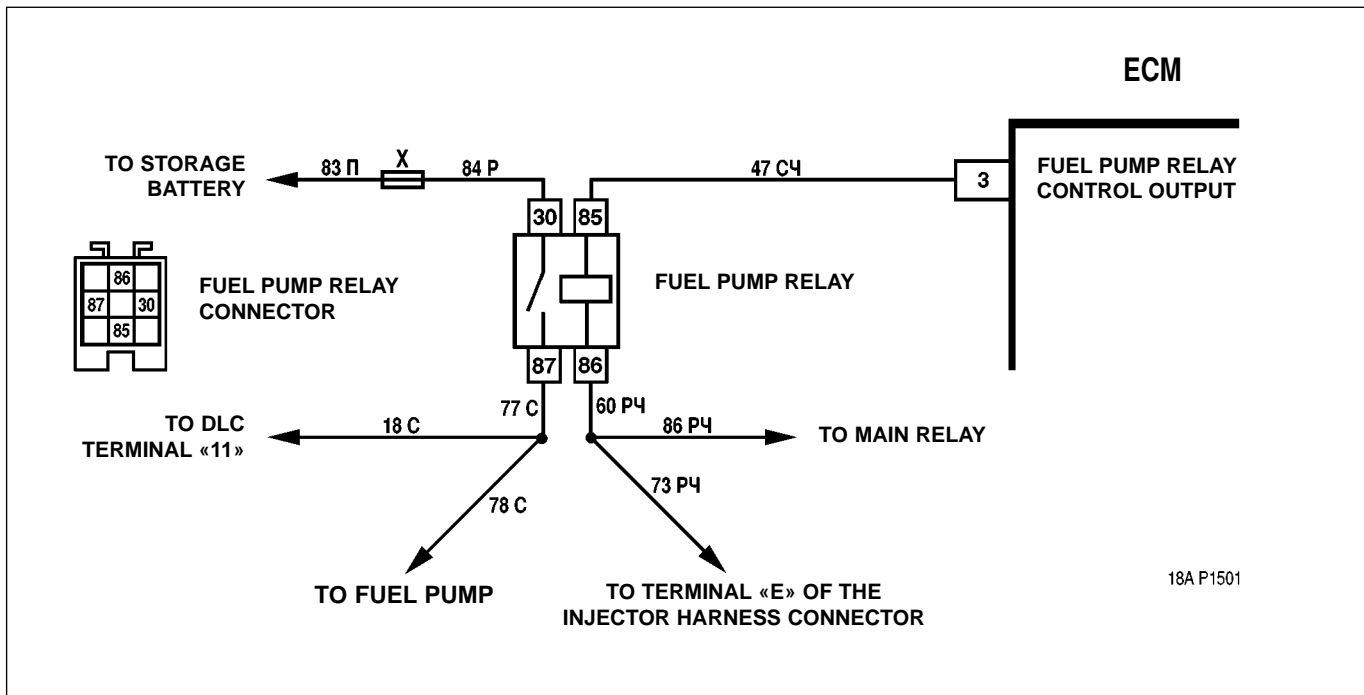 ECM
TO STORAGE
BATTERY
83 П
X
84 Р
47 СЧ
3
FUEL PUMP RELAY
CONTROL OUTPUT
30
85
86
87
30
85
FUEL PUMP RELAY
CONNECTOR
FUEL PUMP RELAY
87
86
77 С
60 РЧ
TO DLC
TERMINAL «11»
18 С
86 РЧ
TO MAIN RELAY
78 С
73 РЧ
TO FUEL PUMP
TO TERMINAL «E» OF THE
INJECTOR HARNESS CONNECTOR
18A P1501